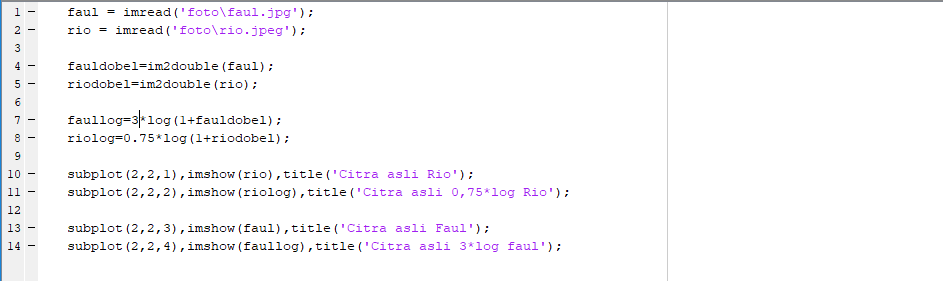 1 – faul = imread('foto\faul.jpg');
2 – rio = imread('foto\rio.jpeg');
3
4 – fauldobel=im2double(faul);
5 – riodobel=im2double(rio);
6
7 – faullog=3*log(1+fauldobel);
8 – riolog=0.75*log(1+riodobel);
9
10 – subplot(2,2,1),imshow(rio),title('Citra asli Rio');
11 – subplot(2,2,2),imshow(riolog),title('Citra asli 0,75*log Rio');
12
13 – subplot(2,2,3),imshow(faul),title('Citra asli Faul');
14 – subplot(2,2,4),imshow(faullog),title('Citra asli 3*log faul');